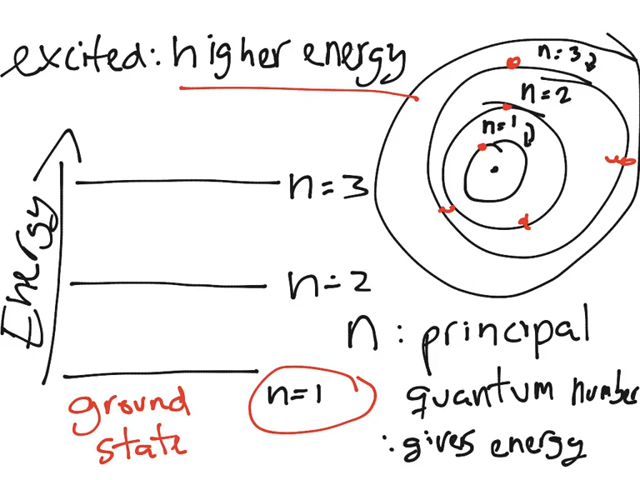 excited: higher energy
n=3
n=2
n=1
Energy
n=3
n=2
n=1
ground
state
n: principal
quantum number
: gives energy